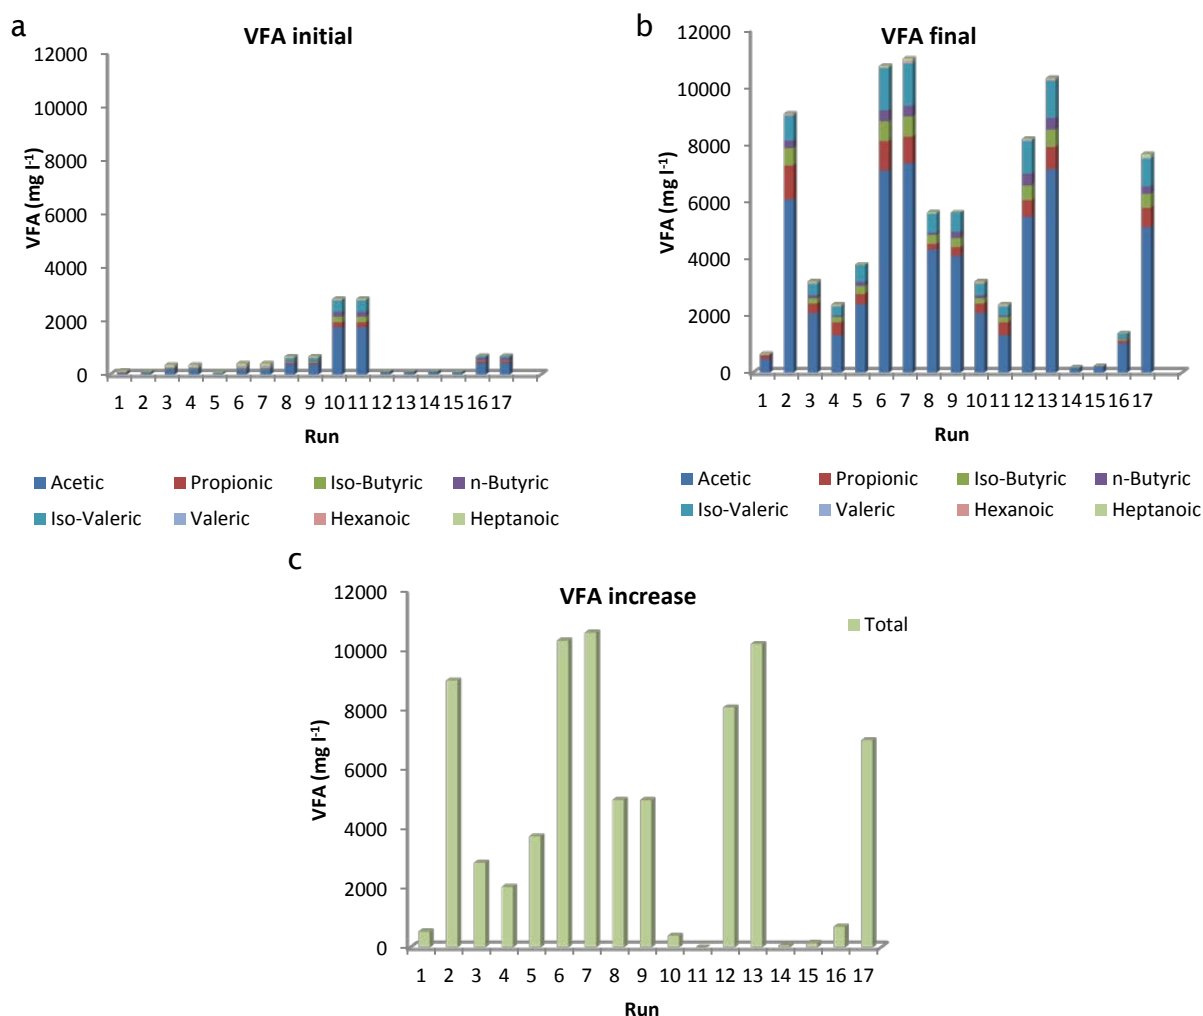 a
VFA initial
12000
10000
8000
6000
4000
2000
0
VFA (mg l-1)
1 2 3 4 5 6 7 8 9 10 11 12 13 14 15 16 17
Run
Acetic Propionic Iso-Butyric n-Butyric
Iso-Valeric Valeric Hexanoic Heptanoic
b
VFA final
12000
10000
8000
6000
4000
2000
0
VFA (mg l-1)
1 2 3 4 5 6 7 8 9 10 11 12 13 14 15 16 17
Run
Acetic Propionic Iso-Butyric n-Butyric
Iso-Valeric Valeric Hexanoic Heptanoic
c
VFA increase
12000
10000
8000
6000
4000
2000
0
VFA (mg l-1)
Total
1 2 3 4 5 6 7 8 9 10 11 12 13 14 15 16 17
Run